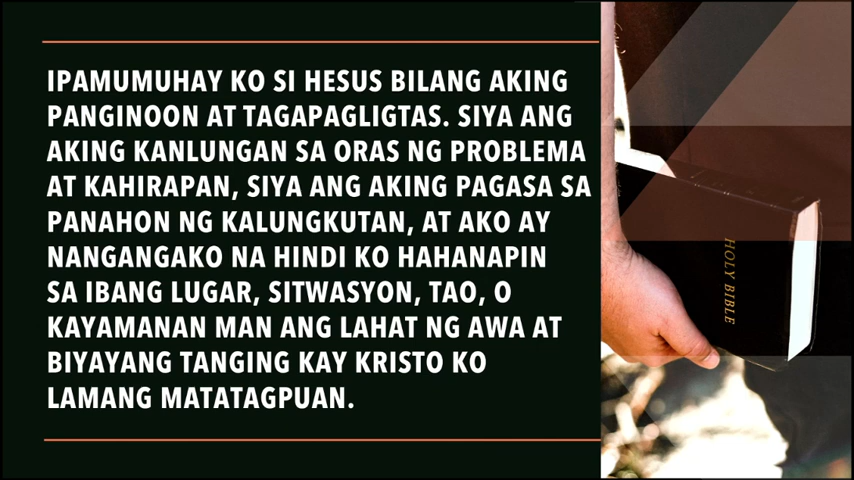 IPAMUMUHAY KO SI HESUS BILANG AKING
PANGINOON AT TAGAPAGLIGTAS. SIYA ANG
AKING KANLUNGAN SA ORAS NG PROBLEMA
AT KAHIRAPAN, SIYA ANG AKING PAGASA SA
PANAHON NG KALUNGKUTAN, AT AKO AY
NANGANGAKO NA HINDI KO HAHANAPIN
SA IBANG LUGAR, SITWASYON, TAO, O
KAYAMANAN MAN ANG LAHAT NG AWA AT
BIYAYANG TANGING KAY KRISTO KO
LAMANG MATATAGPUAN.
HOLY BIBLE